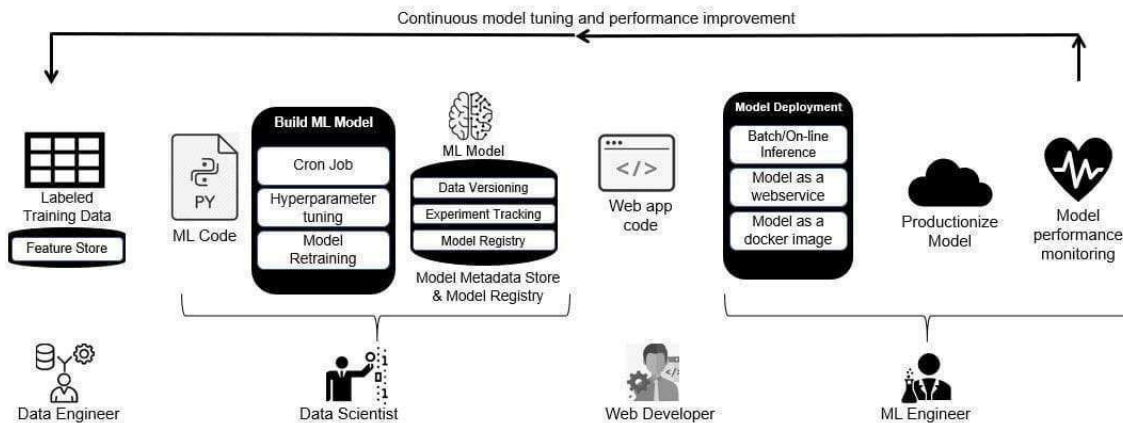 Continuous model tuning and performance improvement
Labeled
Training Data
Feature Store
PY
ML Code
Build ML Model
Cron Job
Hyperparameter
tuning
Model
Retraining
ML Model
Data Versioning
Experiment Tracking
Model Registry
Model Metadata Store
& Model Registry
</>
Web app
code
Model Deployment
Batch/On-line
Inference
Model as a
webservice
Model as a
docker image
Productionize
Model
Model
performance
monitoring
Data Engineer
1
1
Data Scientist
</>
Web Developer
ML Engineer